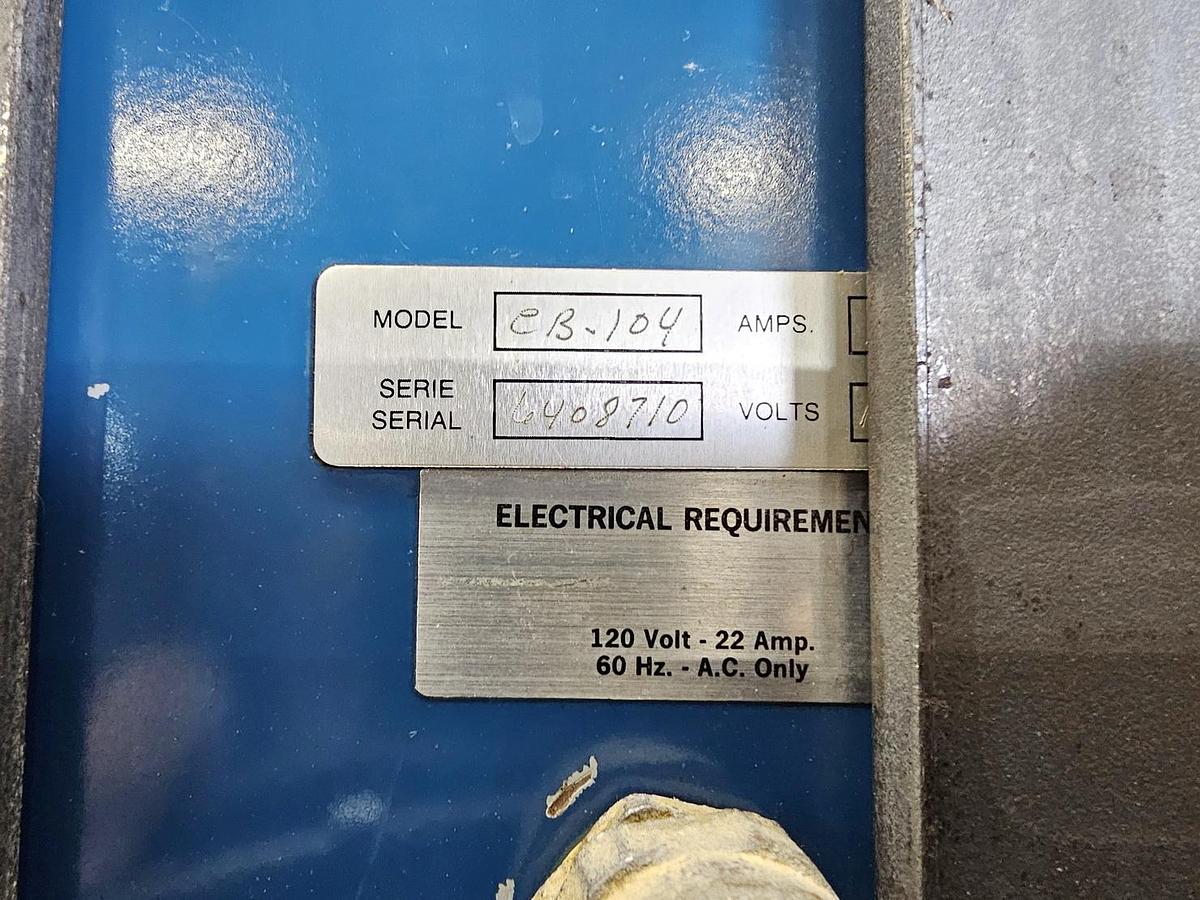 MODEL CB-104 AMPS.
SERIE
SERIAL 6408710 VOLTS
ELECTRICAL REQUIREMEN
120 Volt - 22 Amp.
60 Hz. - A.C. Only